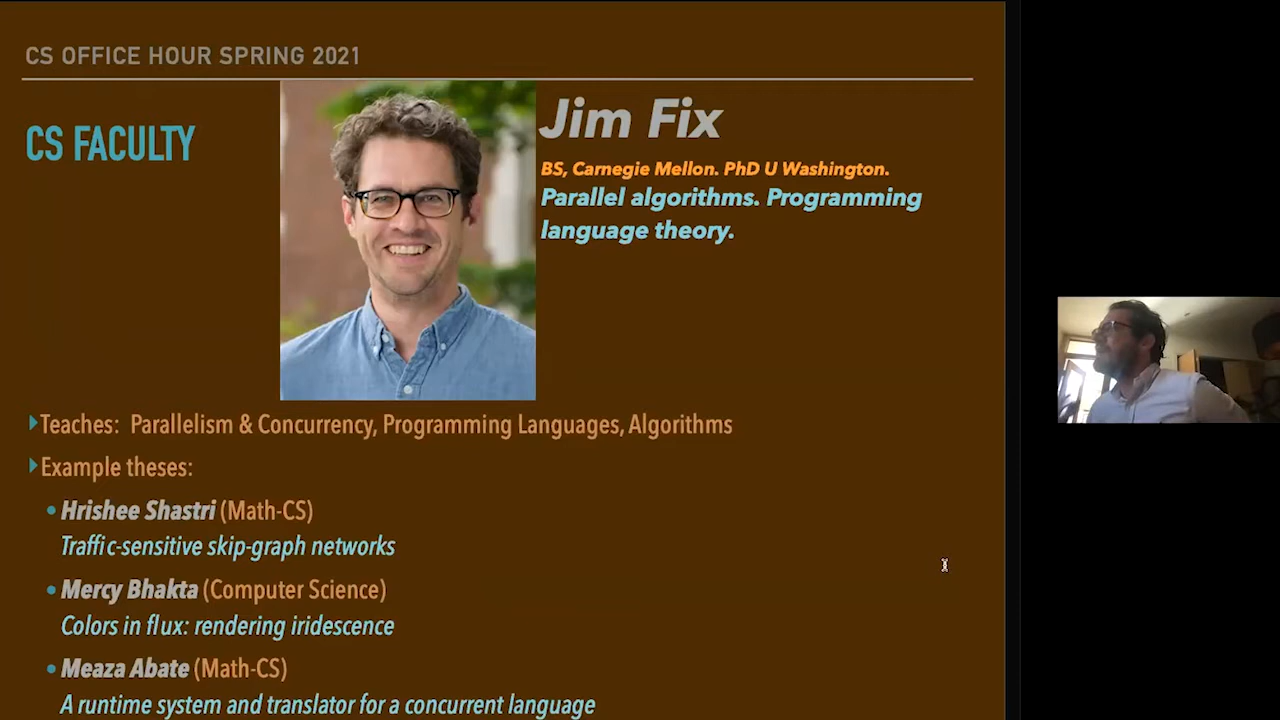 CS OFFICE HOUR SPRING 2021
CS FACULTY
Jim Fix
BS, Carnegie Mellon. PhD U Washington.
Parallel algorithms. Programming
language theory.
Teaches: Parallelism & Concurrency, Programming Languages, Algorithms
Example theses:
Hrishee Shastri (Math-CS)
Traffic-sensitive skip-graph networks
Mercy Bhakta (Computer Science)
Colors in flux: rendering iridescence
Meaza Abate (Math-CS)
A runtime system and translator for a concurrent language